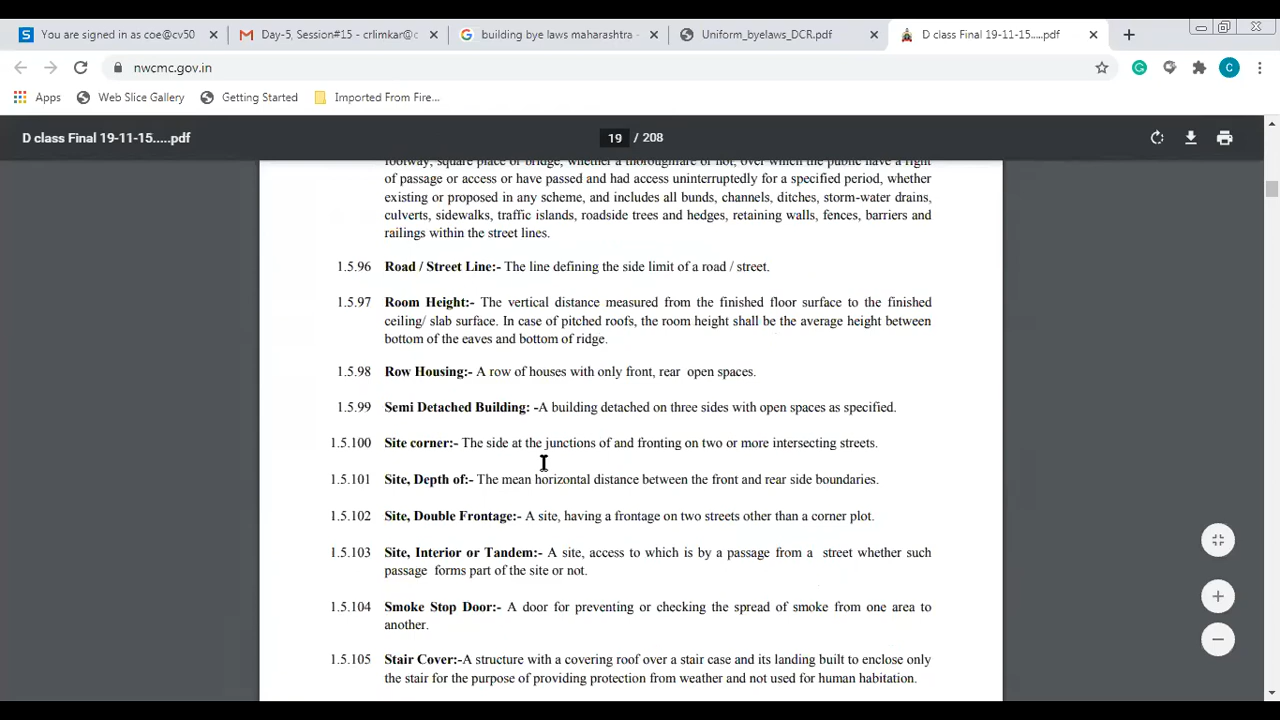 You are signed in as coe@cv50
Day-5, Session#15 - crlimkar@c
building bye laws maharashtra -
Uniform_byelaws_DCR.pdf
D class Final 19-11-15.....pdf
nwcmc.gov.in
C
Apps
Web Slice Gallery
Getting Started
Imported From Fire...
D class Final 19-11-15.....pdf
19 / 208
footway, square place or bridge, whether a thoroughfare or not, over which the public have a right
of passage or access or have passed and had access uninterruptedly for a specified period, whether
existing or proposed in any scheme, and includes all bunds, channels, ditches, storm-water drains,
culverts, sidewalks, traffic islands, roadside trees and hedges, retaining walls, fences, barriers and
railings within the street lines.
1.5.96 Road / Street Line:- The line defining the side limit of a road / street.
1.5.97 Room Height:- The vertical distance measured from the finished floor surface to the finished
ceiling/ slab surface. In case of pitched roofs, the room height shall be the average height between
bottom of the eaves and bottom of ridge.
1.5.98 Row Housing:- A row of houses with only front, rear open spaces.
1.5.99 Semi Detached Building: -A building detached on three sides with open spaces as specified.
1.5.100 Site corner:- The side at the junctions of and fronting on two or more intersecting streets.
1.5.101 Site, Depth of:- The mean horizontal distance between the front and rear side boundaries.
1.5.102 Site, Double Frontage:- A site, having a frontage on two streets other than a corner plot.
1.5.103 Site, Interior or Tandem:- A site, access to which is by a passage from a street whether such
passage forms part of the site or not.
1.5.104 Smoke Stop Door:- A door for preventing or checking the spread of smoke from one area to
another.
1.5.105 Stair Cover:-A structure with a covering roof over a stair case and its landing built to enclose only
the stair for the purpose of providing protection from weather and not used for human habitation.